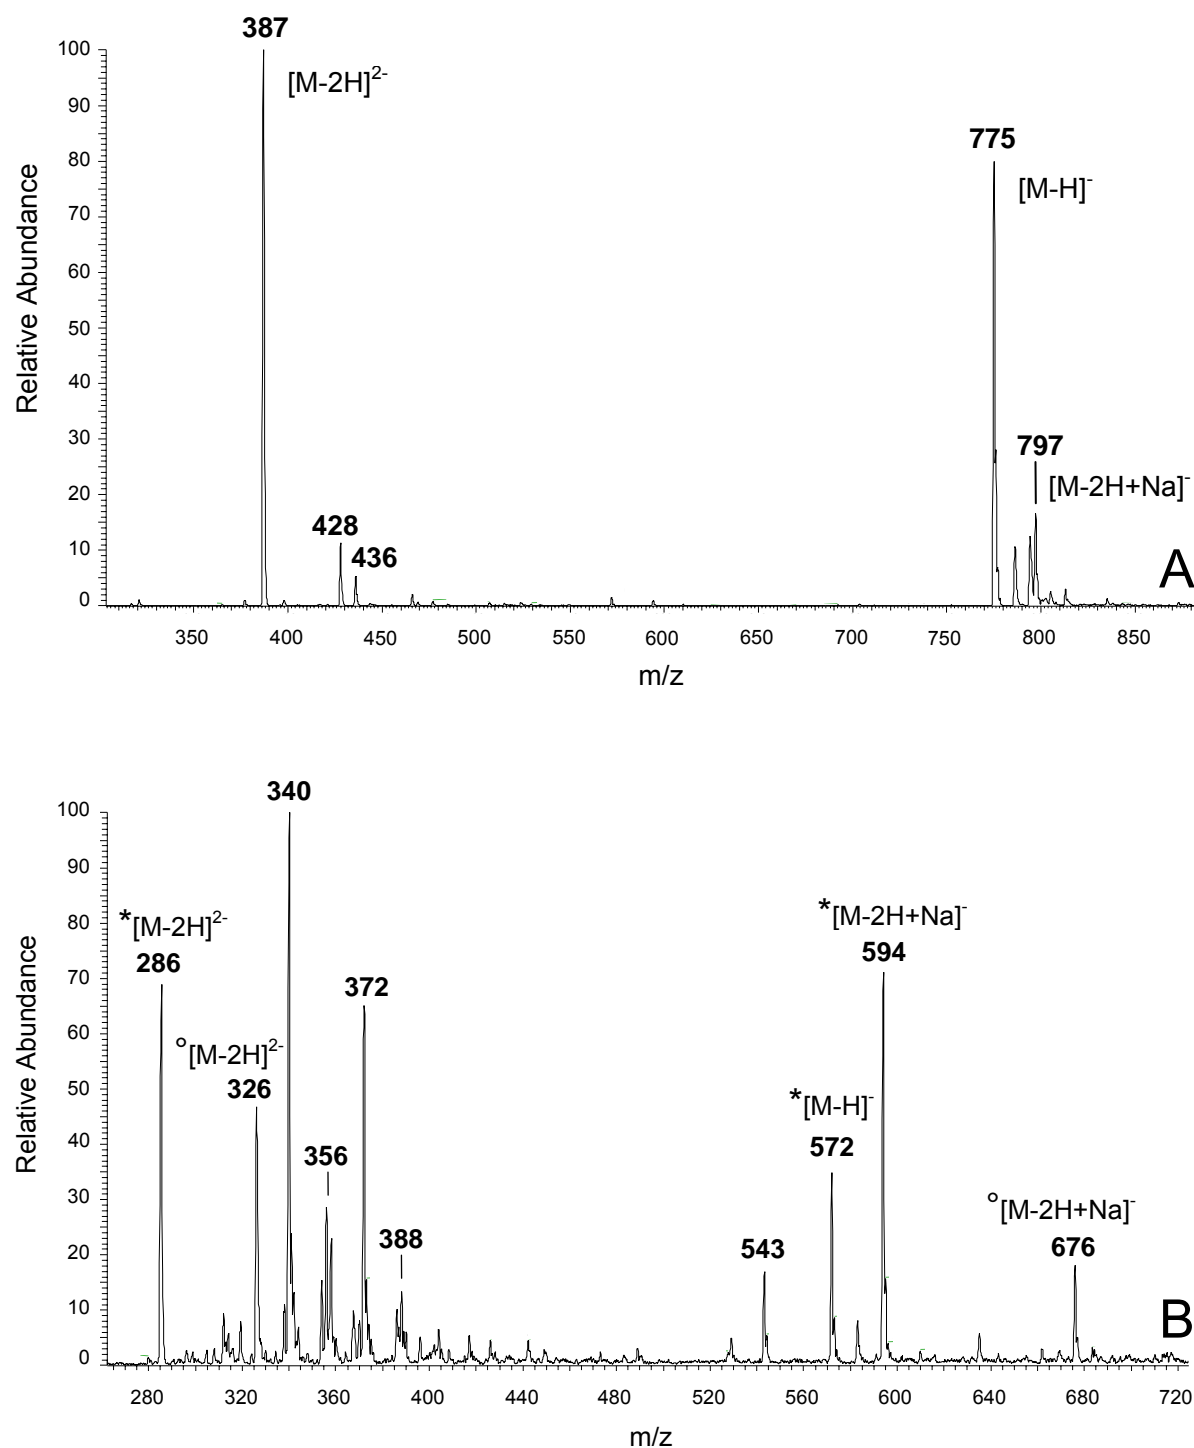 387
[M-2H]2-
775
[M-H]-
797
[M-2H+Na]-
428
436
A
100
90
80
70
60
50
40
30
20
10
0
Relative Abundance
350 400 450 500 550 600 650 700 750 800 850
m/z
340
*[M-2H]2-
286
°[M-2H]2-
326
372
356
388
*[M-2H+Na]-
594
*[M-H]-
572
°[M-2H+Na]-
676
543
B
100
90
80
70
60
50
40
30
20
10
0
Relative Abundance
280 320 360 400 440 480 520 560 600 640 680 720
m/z